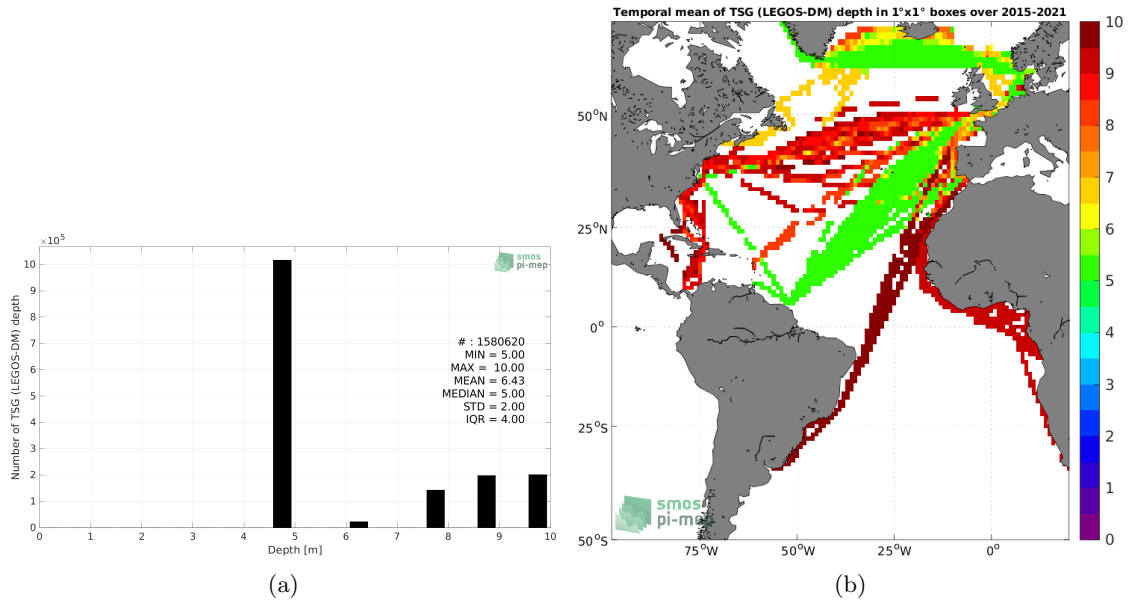 ×10⁵
10
9
8
7
6
5
4
3
2
1
0
Number of TSG (LEGOS-DM) depth
smos
pi-mep
# : 1580620
MIN = 5.00
MAX = 10.00
MEAN = 6.43
MEDIAN = 5.00
STD = 2.00
IQR = 4.00
0 1 2 3 4 5 6 7 8 9 10
Depth [m]
(a)
Temporal mean of TSG (LEGOS-DM) depth in 1°x1° boxes over 2015-2021
50°N
25°N
0°
25°S
50°S
75°W 50°W 25°W 0°
smos
pi-mep
10
9
8
7
6
5
4
3
2
1
0
(b)